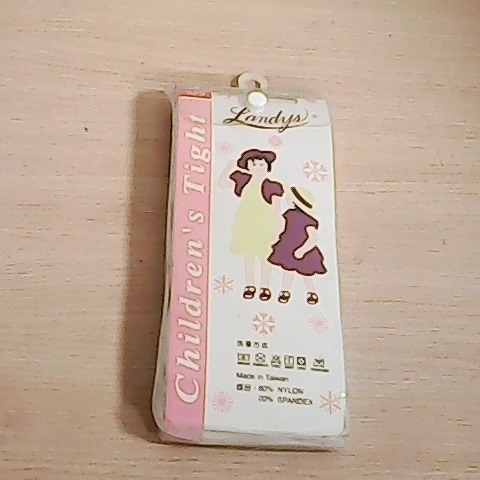 Landys
Children's Tight
Made in Taiwan
80% NYLON
20% SPANDEX